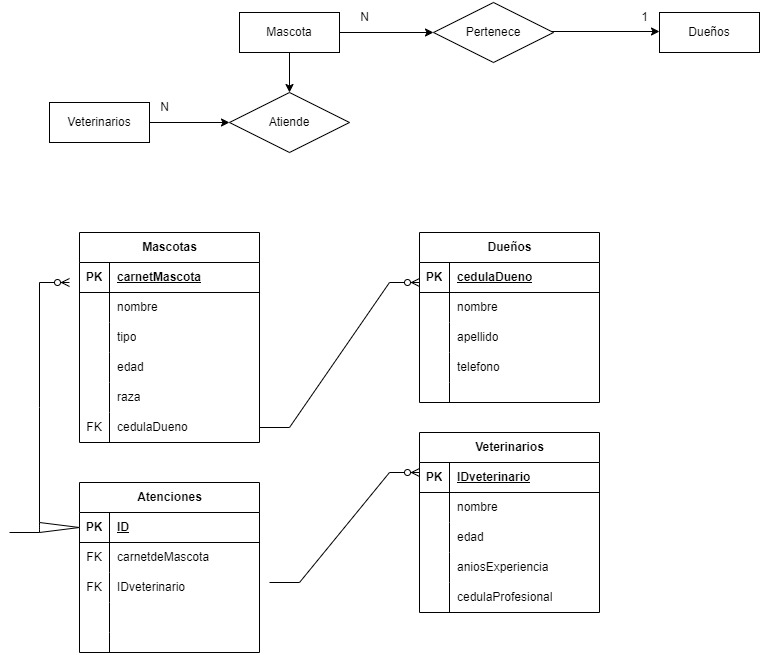 N
1
Mascota
Pertenece
Dueños
N
Veterinarios
Atiende
Mascotas
PK carnetMascota
nombre
tipo
edad
raza
FK cedulaDueno
Dueños
PK cedulaDueno
nombre
apellido
telefono
Atenciones
PK ID
FK carnetdeMascota
FK IDveterinario
Veterinarios
PK IDveterinario
nombre
edad
aniosExperiencia
cedulaProfesional